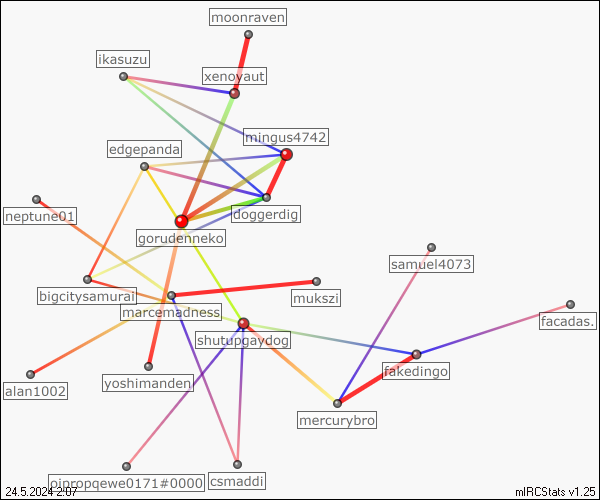 moonraven
ikasuzu
xenoyaut
mingus4742
edgepanda
doggerdig
neptune01
gorudenneko
samuel4073
bigcitysamurai
mukszi
marcemadness
facadas.
shutupgaydog
fakedingo
yoshimanden
alan1002
mercurybro
oipropqewe0171#0000
csmaddi
24.5.2024 2:07
mIRCStats v1.25